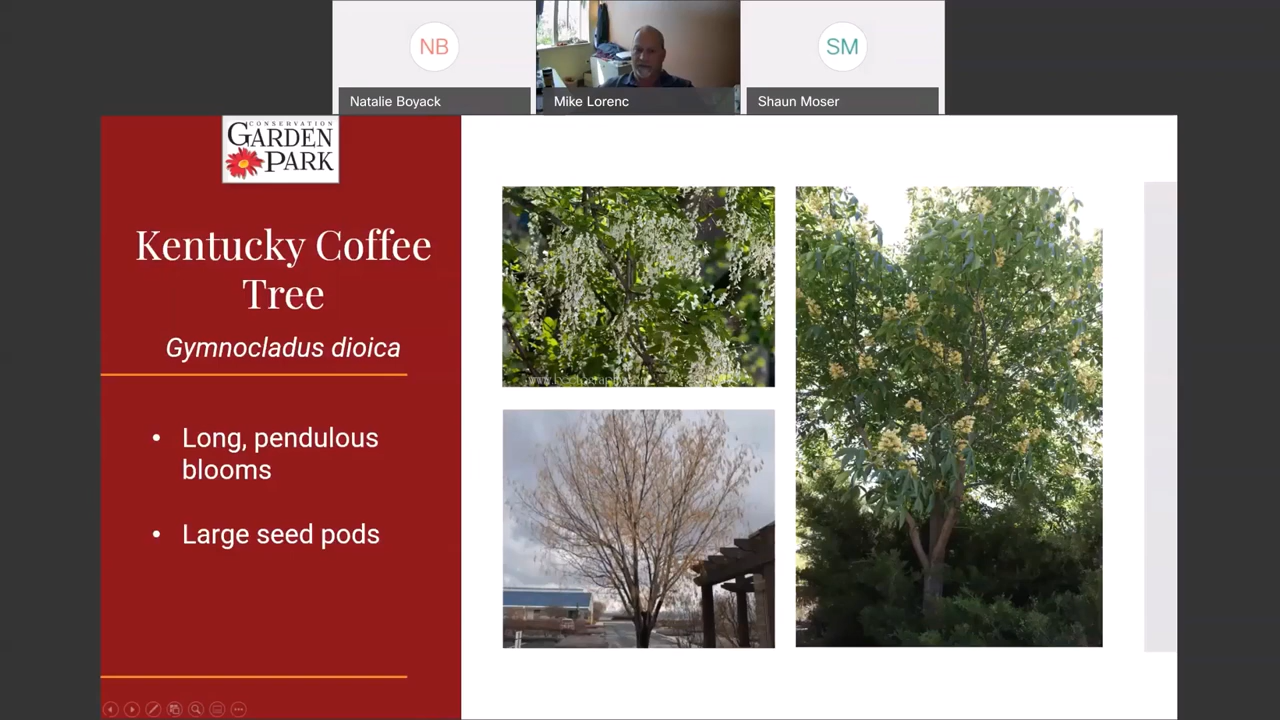 NB
SM
Natalie Boyack
Mike Lorenc
Shaun Moser
CONSERVATION
GARDEN
PARK
Kentucky Coffee
Tree
Gymnocladus dioica
• Long, pendulous
blooms
• Large seed pods